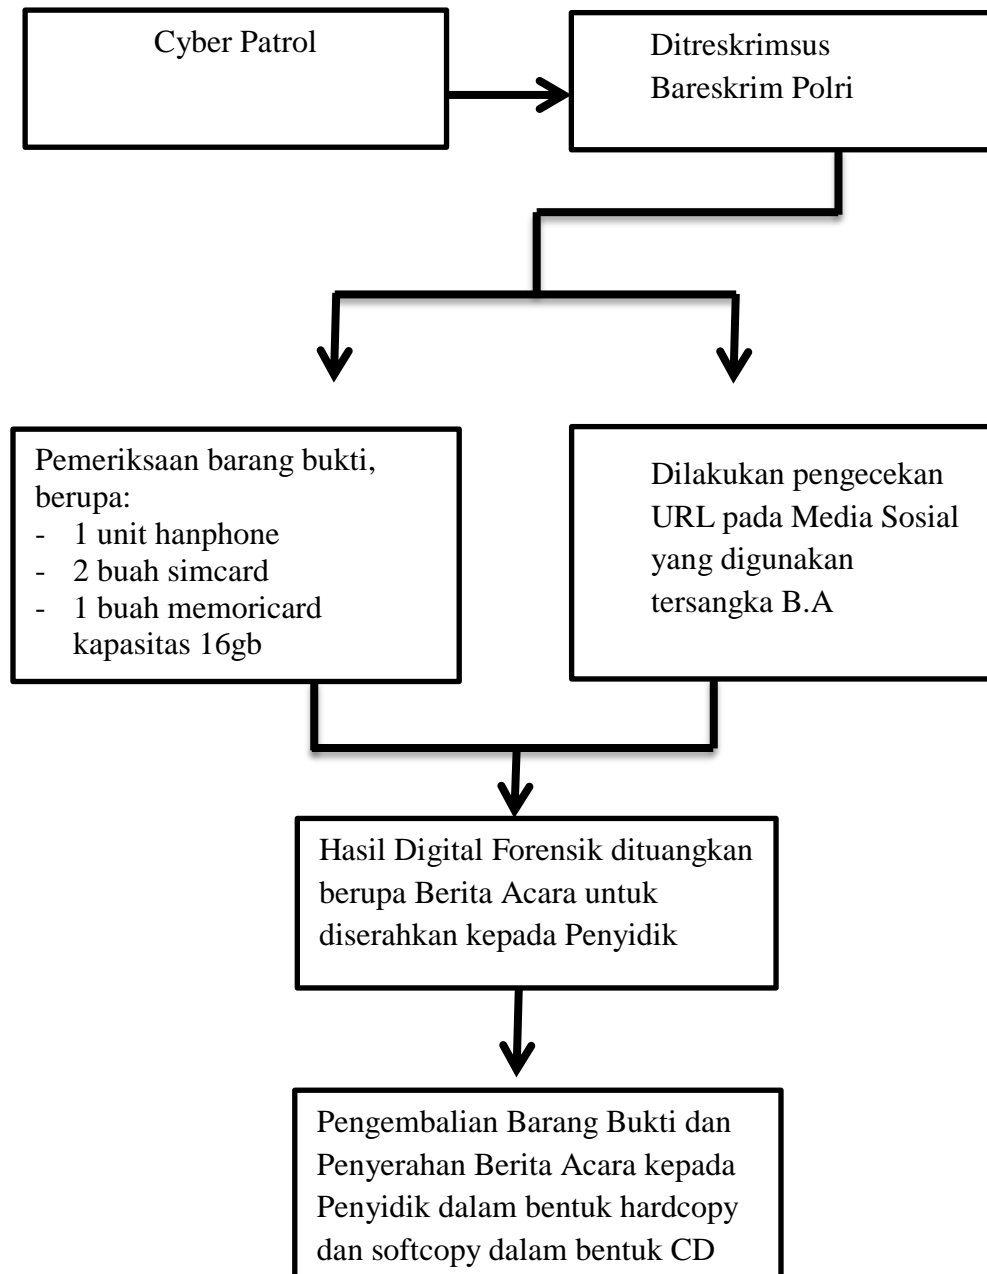 Cyber Patrol
Ditreskrimsus
Bareskrim Polri
Pemeriksaan barang bukti,
berupa:
- 1 unit hanphone
- 2 buah simcard
- 1 buah memoricard
kapasitas 16gb
Dilakukan pengecekan
URL pada Media Sosial
yang digunakan
tersangka B.A
Hasil Digital Forensik dituangkan
berupa Berita Acara untuk
diserahkan kepada Penyidik
Pengembalian Barang Bukti dan
Penyerahan Berita Acara kepada
Penyidik dalam bentuk hardcopy
dan softcopy dalam bentuk CD